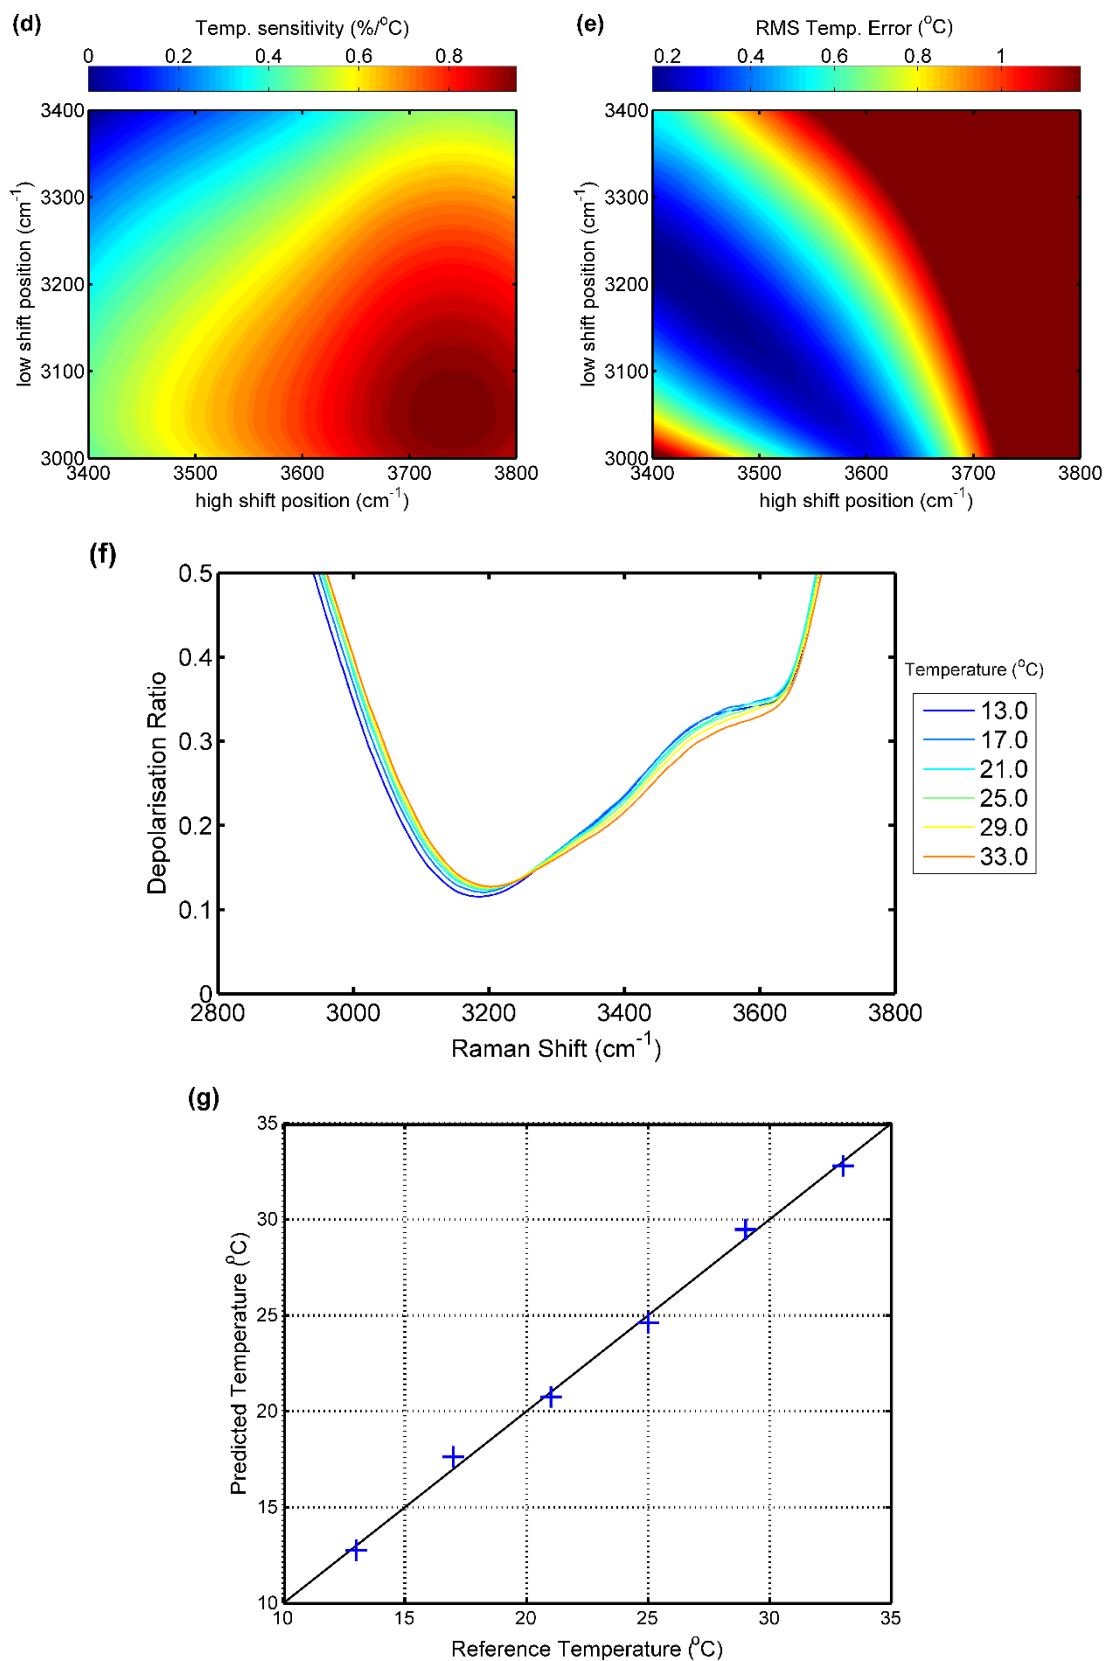 (d)
Temp. sensitivity (%/°C)
0 0.2 0.4 0.6 0.8
3400
3300
3200
3100
3000
low shift position (cm-1)
3400 3500 3600 3700 3800
high shift position (cm-1)
(e)
RMS Temp. Error (°C)
0.2 0.4 0.6 0.8 1
3400
3300
3200
3100
3000
low shift position (cm-1)
3400 3500 3600 3700 3800
high shift position (cm-1)
(f)
0.5
0.4
0.3
0.2
0.1
0
Depolarisation Ratio
2800 3000 3200 3400 3600 3800
Raman Shift (cm-1)
Temperature (°C)
13.0
17.0
21.0
25.0
29.0
33.0
(g)
35
30
25
20
15
10
Predicted Temperature (°C)
10 15 20 25 30 35
Reference Temperature (°C)